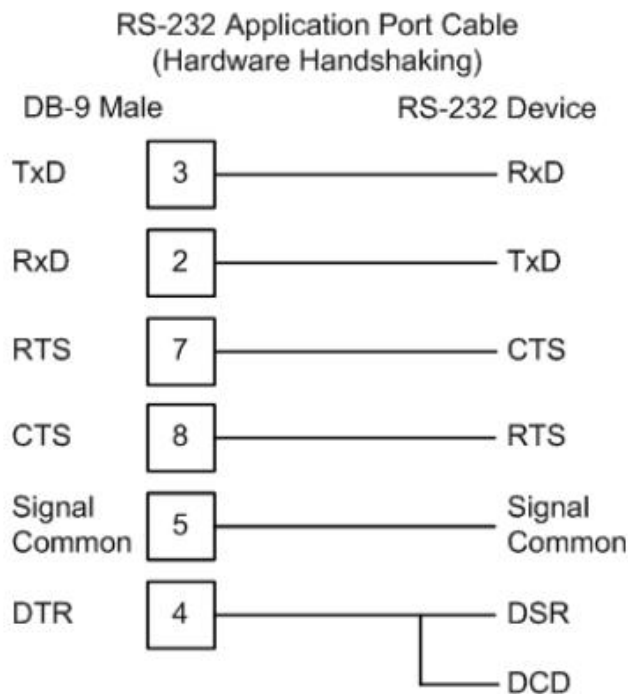 RS-232 Application Port Cable
(Hardware Handshaking)
DB-9 Male RS-232 Device
TxD 3 RxD
RxD 2 TxD
RTS 7 CTS
CTS 8 RTS
Signal
Common 5 Signal
Common
DTR 4 DSR
DCD